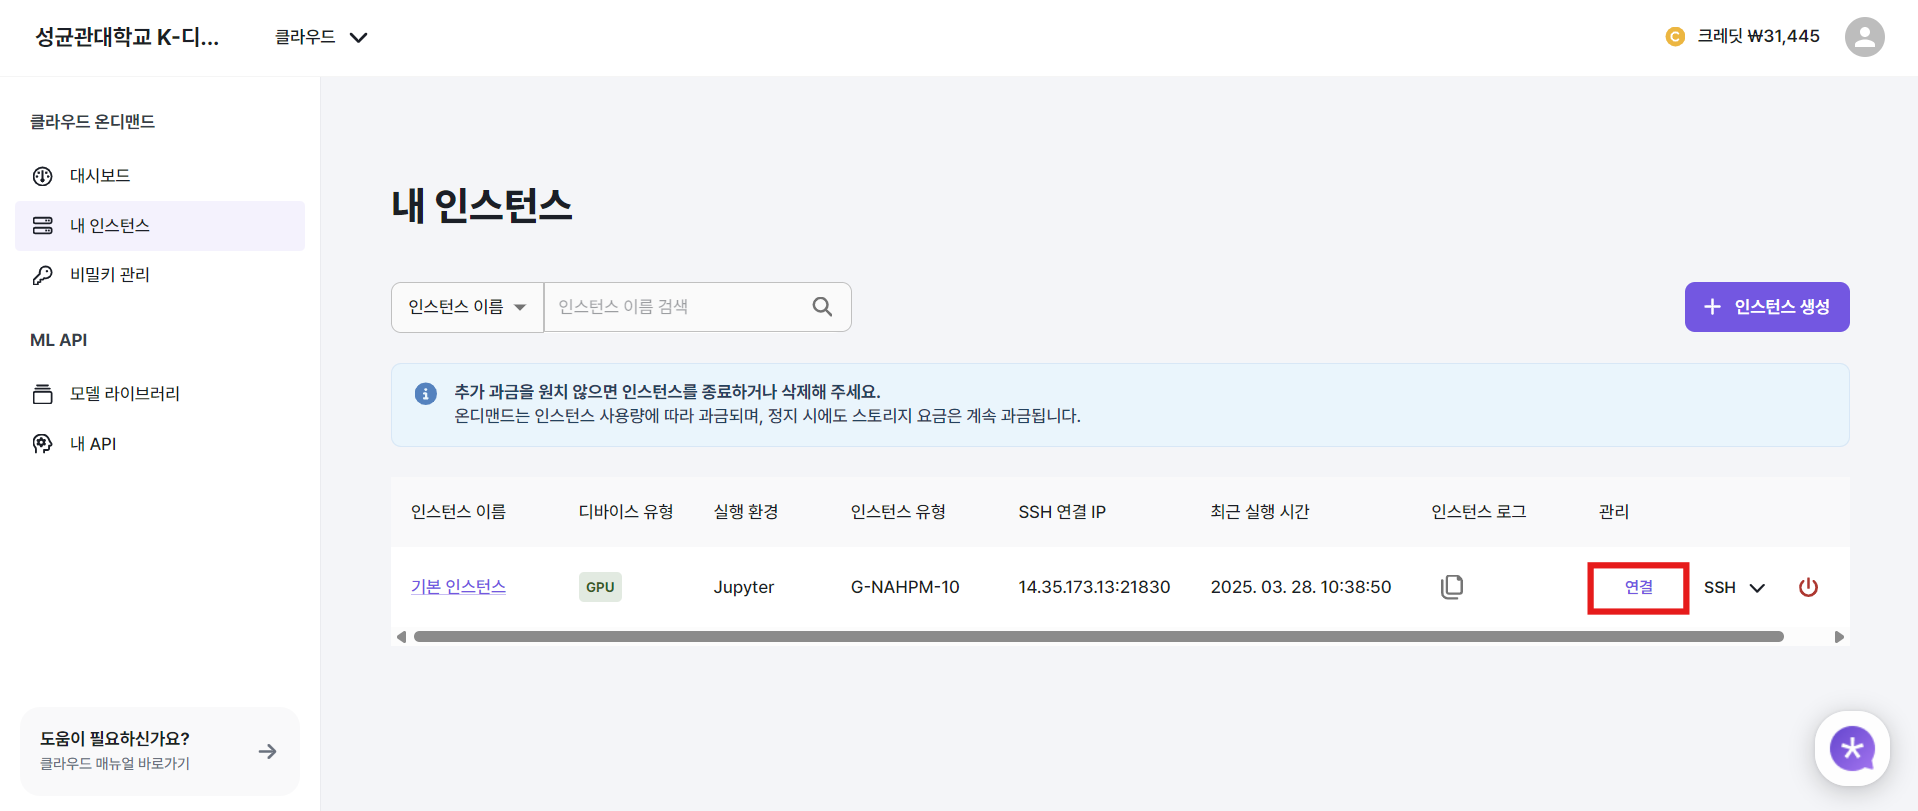 성균관대학교 K-디...
클라우드
크레딧 ₩31,445
클라우드 온디맨드
대시보드
내 인스턴스
비밀키 관리
ML API
모델 라이브러리
내 API
도움이 필요하신가요?
클라우드 매뉴얼 바로가기
내 인스턴스
인스턴스 이름
인스턴스 이름 검색
인스턴스 생성
추가 과금을 원치 않으면 인스턴스를 종료하거나 삭제해 주세요.
온디맨드는 인스턴스 사용량에 따라 과금되며, 정지 시에도 스토리지 요금은 계속 과금됩니다.
인스턴스 이름 디바이스 유형 실행 환경 인스턴스 유형 SSH 연결 IP 최근 실행 시간 인스턴스 로그 관리
기본 인스턴스 GPU Jupyter G-NAHPM-10 14.35.173.13:21830 2025. 03. 28. 10:38:50 연결 SSH